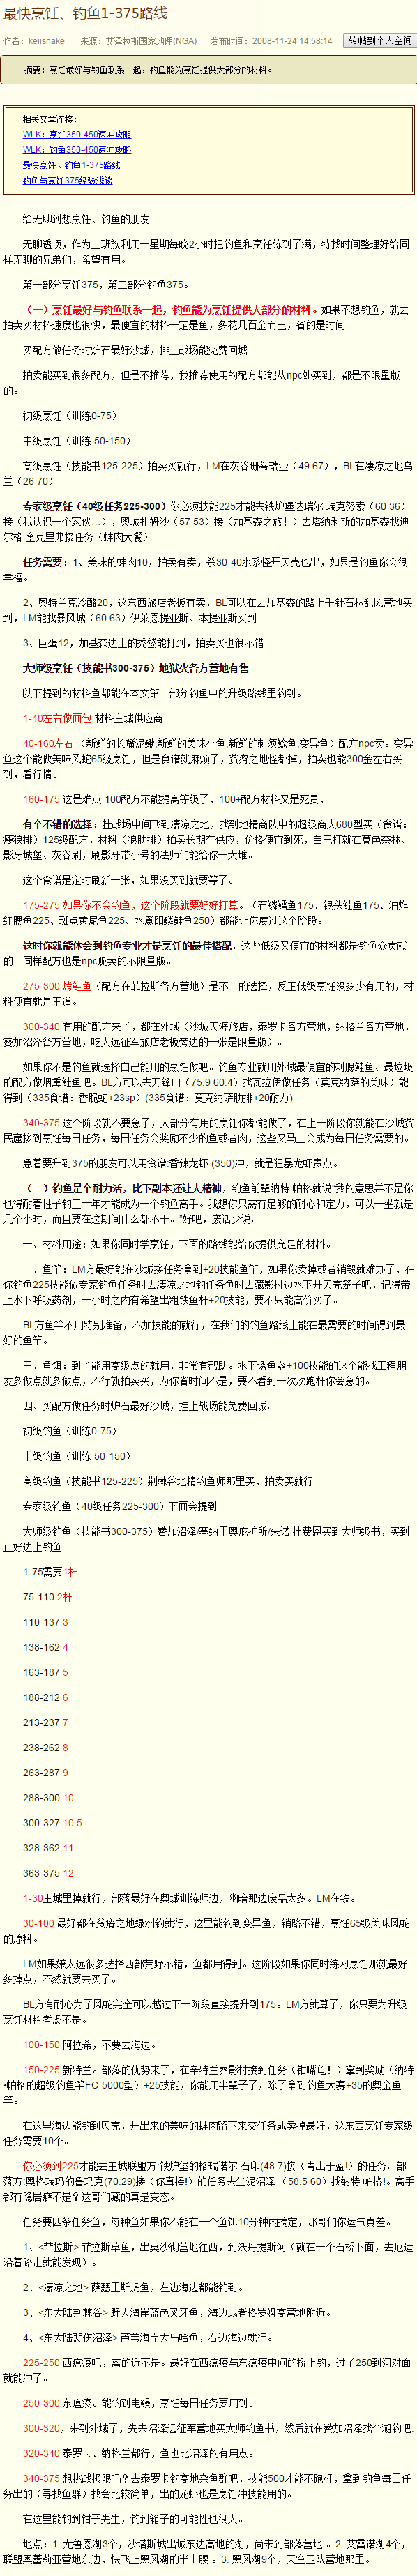 最快烹饪、钓鱼1-375路线
作者：keiisnake 来源：艾泽拉斯国家地理(NGA) 发布时间：2008-11-24 14:58:14 转帖到个人空间
摘要：烹饪最好与钓鱼联系一起，钓鱼能为烹饪提供大部分的材料。
相关文章连接：
WLK：烹饪350-450速冲攻略
WLK：钓鱼350-450速冲攻略
最快烹饪、钓鱼1-375路线
钓鱼与烹饪375经验浅谈
给无聊到想烹饪、钓鱼的朋友
无聊透顶，作为上班族利用一星期每晚2小时把钓鱼和烹饪练到了满，特找时间整理好给同
样无聊的兄弟们，希望有用。
第一部分烹饪375，第二部分钓鱼375。
（一）烹饪最好与钓鱼联系一起，钓鱼能为烹饪提供大部分的材料。如果不想钓鱼，就去
拍卖买材料速度也很快，最便宜的材料一定是鱼，多花几百金而已，省的是时间。
买配方做任务时炉石最好沙城，排上战场能免费回城
拍卖能买到很多配方，但是不推荐，我推荐使用的配方都能从npc处买到，都是不限量版
的。
初级烹饪（训练0-75）
中级烹饪（训练 50-150）
高级烹饪（技能书125-225）拍卖买就行，LM在灰谷珊蒂瑞亚（49 67），BL在凄凉之地乌
兰（26 70）
专家级烹饪（40级任务225-300）你必须技能225才能去铁炉堡达瑞尔 瑞克努索（60 36）
接（我认识一个家伙…），奥城扎姆沙（57 53）接（加基森之旅！）去塔纳利斯的加基森找迪
尔格 奎克里弗接任务（蚌肉大餐）
任务需要：1、美味的蚌肉10，拍卖有卖，杀30-40水系怪开贝壳也出，如果是钓鱼你会很
幸福。
2、奥特兰克冷酪20，这东西旅店老板有卖，BL可以在去加基森的路上千针石林乱风营地买
到，LM能找暴风城（60 63）伊莱恩提亚斯、本提亚斯买到。
3、巨蛋12，加基森边上的秃鹫能打到，拍卖买也很不错。
大师级烹饪（技能书300-375）地狱火各方营地有售
以下提到的材料鱼都能在本文第二部分钓鱼中的升级路线里钓到。
1-40左右做面包 材料主城供应商
40-160左右 （新鲜的长嘴泥鳅,新鲜的美味小鱼,新鲜的刺须鲶鱼,变异鱼）配方npc卖。变异
鱼这个能做美味风蛇65级烹饪，但是食谱就麻烦了，贫瘠之地怪都掉，拍卖也能300金左右买
到，看行情。
160-175 这是难点 100配方不能提高等级了，100+配方材料又是死贵，
有个不错的选择：挂战场中间飞到凄凉之地，找到地精商队中的超级商人680型买（食谱：
瘦狼排）125级配方，材料（狼肋排）拍卖长期有供应，价格便宜到死，自己打就在暮色森林、
影牙城堡、灰谷刷，刷影牙带小号的法师们能给你一大堆。
这个食谱是定时刷新一张，如果没买到就要等了。
175-275 如果你不会钓鱼，这个阶段就要好好打算。（石鳞鳕鱼175、银头鲑鱼175、油炸
红腮鱼225、斑点黄尾鱼225、水煮阳鳞鲑鱼250）都能让你度过这个阶段。
这时你就能体会到钓鱼专业才是烹饪的最佳搭配，这些低级又便宜的材料都是钓鱼众贡献
的。同样配方也是npc贩卖的不限量版。
275-300 烤鲑鱼（配方在菲拉斯各方营地）是不二的选择，反正低级烹饪没多少有用的，材
料便宜就是王道。
300-340 有用的配方来了，都在外域（沙城天涯旅店，泰罗卡各方营地，纳格兰各方营地，
赞加沼泽各方营地，吃人远征军旅店老板旁边的一张是限量版）。
如果你不是钓鱼就选择自己能用的烹饪做吧。钓鱼专业就用外域最便宜的刺腮鲑鱼、最垃圾
的配方做烟熏鲑鱼吧。BL方可以去刀锋山（75.9 60.4）找瓦拉伊做任务（莫克纳萨的美味）能
得到（335食谱：香脆蛇+23sp）(335食谱：莫克纳萨肋排+20耐力)
340-375 这个阶段就不要急了，大部分有用的烹饪你都能做了，在上一阶段你就能在沙城贫
民窟接到烹饪每日任务，每日任务会奖励不少的鱼或者肉，这些又马上会成为每日任务需要的。
急着要升到375的朋友可以用食谱:香辣龙虾 (350)冲，就是狂暴龙虾贵点。
（二）钓鱼是个耐力活，比下副本还让人精神，钓鱼前辈纳特 帕格就说“我的意思并不是你
也得耐着性子钓三十年才能成为一个钓鱼高手。我想你只需有足够的耐心和定力，可以一坐就是
几个小时，而且要在这期间什么都不干。”好吧，废话少说。
一、材料用途：如果你同时学烹饪，下面的路线能给你提供充足的材料。
二、鱼竿：LM方最好能在沙城接任务拿到+20技能鱼竿，如果你卖掉或者销毁就难办了，在
你钓鱼225技能做专家钓鱼任务时去凄凉之地钓任务鱼时去藏影村边水下开贝壳笼子吧，记得带
上水下呼吸药剂，一小时之内有希望出粗铁鱼杆+20技能，要不只能高价买了。
BL方鱼竿不用特别准备，不加技能的就行，在我们的钓鱼路线上能在最需要的时间得到最
好的鱼竿。
三、鱼饵：到了能用高级点的就用，非常有帮助。水下诱鱼器+100技能的这个能找工程朋
友多做点就多做点，不行就拍卖买，为你省时间不是，要不看到一次次跑杆你会急的。
四、买配方做任务时炉石最好沙城，挂上战场能免费回城。
初级钓鱼（训练0-75）
中级钓鱼（训练 50-150）
高级钓鱼（技能书125-225）荆棘谷地精钓鱼师那里买，拍卖买就行
专家级钓鱼（40级任务225-300）下面会提到
大师级钓鱼（技能书300-375）赞加沼泽/塞纳里奥庇护所/朱诺 杜费恩买到大师级书，买到
正好边上钓鱼
1-75需要1杆
75-110 2杆
110-137 3
138-162 4
163-187 5
188-212 6
213-237 7
238-262 8
263-287 9
288-300 10
300-327 10.5
328-362 11
363-375 12
1-30主城里掉就行，部落最好在奥城训练师边，幽暗那边废品太多。LM在铁。
30-100 最好都在贫瘠之地绿洲钓就行，这里能钓到变异鱼，销路不错，烹饪65级美味风蛇
的原料。
LM如果嫌太远很多选择西部荒野不错，鱼都用得到。这阶段如果你同时练习烹饪那就最好
多掉点，不然就要去买了。
BL方有耐心为了风蛇完全可以越过下一阶段直接提升到175。LM方就算了，你只要为升级
烹饪材料考虑不是。
100-150 阿拉希，不要去海边。
150-225 新特兰。部落的优势来了，在辛特兰葬影村接到任务（钳嘴龟！）拿到奖励（纳特
•帕格的超级钓鱼竿FC-5000型）+25技能，你能用半辈子了，除了拿到钓鱼大赛+35的奥金鱼
竿。
在这里海边能钓到贝壳，开出来的美味的蚌肉留下来交任务或卖掉最好，这东西烹饪专家级
任务需要10个。
你必须到225才能去主城联盟方:铁炉堡的格瑞诺尔 石印(48.7)接（青出于蓝!）的任务。部
落方:奥格瑞玛的鲁玛克(70.29)接（你真棒!）的任务去尘泥沼泽 （58.5 60）找纳特 帕格!。高手
都有隐居癖不是？这哥们藏的真是变态。
任务要四条任务鱼，每种鱼如果你不能在一个鱼饵10分钟内搞定，那哥们你运气真差。
1、<菲拉斯> 菲拉斯草鱼，出莫沙彻营地往西，到沃丹提斯河（就在一个石桥下面，去厄运
沿着路走就能发现）。
2、<凄凉之地> 萨瑟里斯虎鱼，左边海边都能钓到。
3、<东大陆荆棘谷> 野人海岸蓝色叉牙鱼，海边或者格罗姆高营地附近。
4、<东大陆悲伤沼泽> 芦苇海岸大马哈鱼，右边海边就行。
225-250 西瘟疫吧，离的近不是。最好在西瘟疫与东瘟疫中间的桥上钓，过了250到河对面
就能冲了。
250-300 东瘟疫。能钓到电鳗，烹饪每日任务要用到。
300-320，来到外域了，先去沼泽远征军营地买大师钓鱼书，然后就在赞加沼泽找个湖钓吧.
320-340 泰罗卡、纳格兰都行，鱼也比沼泽的有用点。
340-375 想挑战极限吗？去泰罗卡钓高地杂鱼群吧，技能500才能不跑杆，拿到钓鱼每日任
务出的（寻找鱼群）找会比较简单，出的龙虾也是烹饪冲技能用的。
在这里能钓到钳子先生，钓到箱子的可能性也很大。
地点：1. 尤鲁恩湖3个，沙塔斯城出城东边高地的湖，尚未到部落营地 。2. 艾雷诺湖4个，
联盟奥蕾莉亚营地东边，快飞上黑风湖的半山腰 。3. 黑风湖9个，天空卫队营地那里。